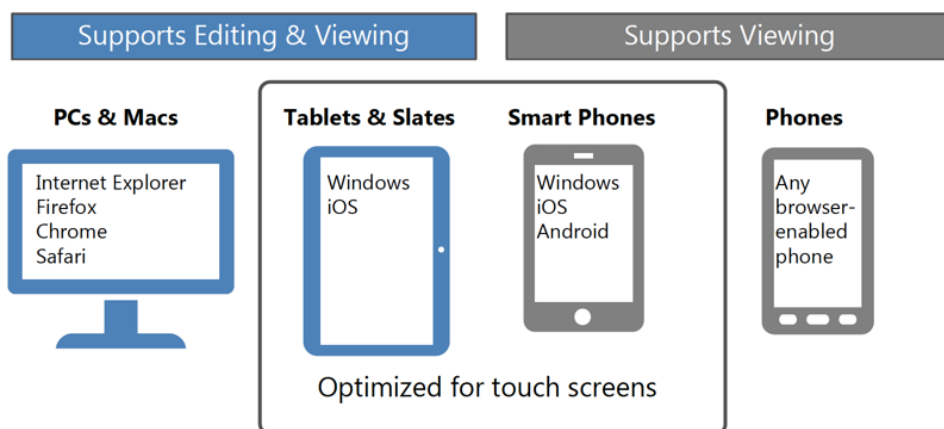 Supports Editing & Viewing
Supports Viewing
PCs & Macs
Internet Explorer
Firefox
Chrome
Safari
Tablets & Slates
Windows
iOS
Smart Phones
Windows
iOS
Android
Phones
Any
browser-
enabled
phone
Optimized for touch screens